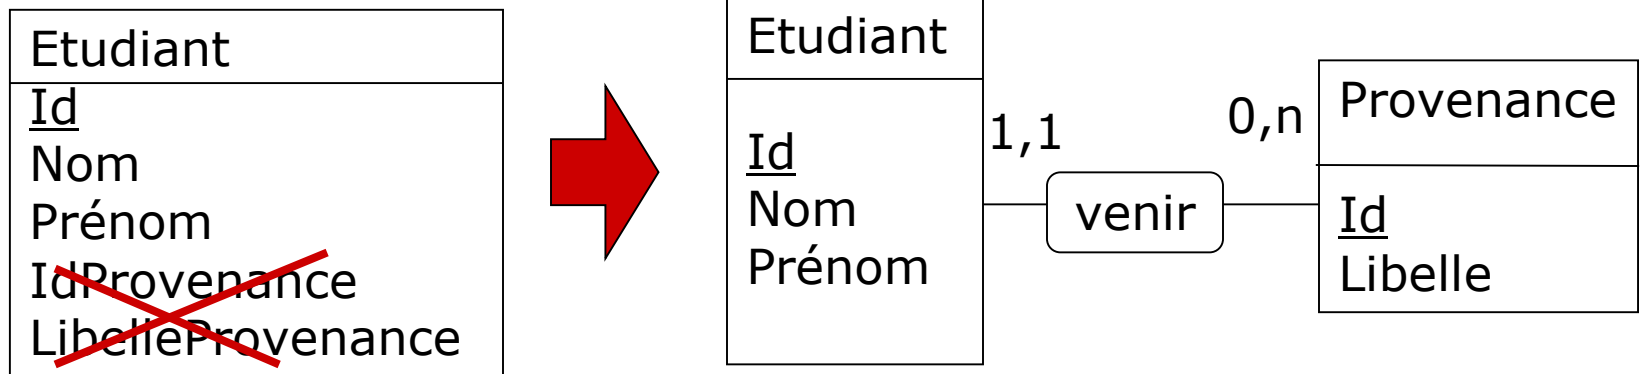 Etudiant
Id
Nom
Prénom
IdProvenance
LibelleProvenance
Etudiant
Id
Nom
Prénom
1,1
venir
0,n
Provenance
Id
Libelle